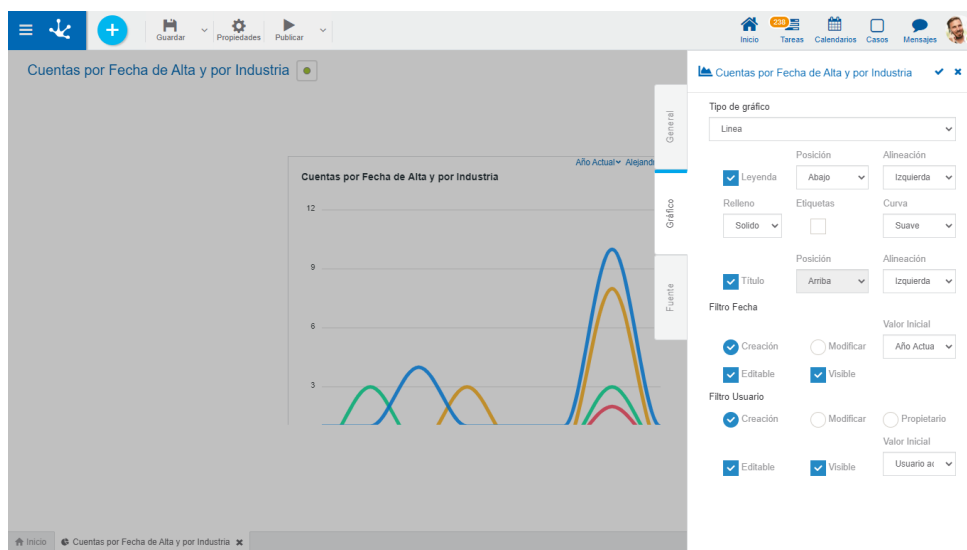 Guardar
Propiedades
Publicar
Inicio
238
Tareas
Calendarios
Casos
Mensajes
Cuentas por Fecha de Alta y por Industria
Año Actual
Cuentas por Fecha de Alta y por Industria
12
9
6
3
General
Gráfico
Fuente
Cuentas por Fecha de Alta y por Industria
Tipo de gráfico
Linea
Posición Alineación
Leyenda Abajo Izquierda
Relleno Etiquetas Curva
Solido Suave
Posición Alineación
Título Arriba Izquierda
Filtro Fecha
Valor Inicial
Creación Modificar Año Actua
Editable Visible
Filtro Usuario
Creación Modificar Propietario
Valor Inicial
Editable Visible Usuario
Inicio
Cuentas por Fecha de Alta y por Industria